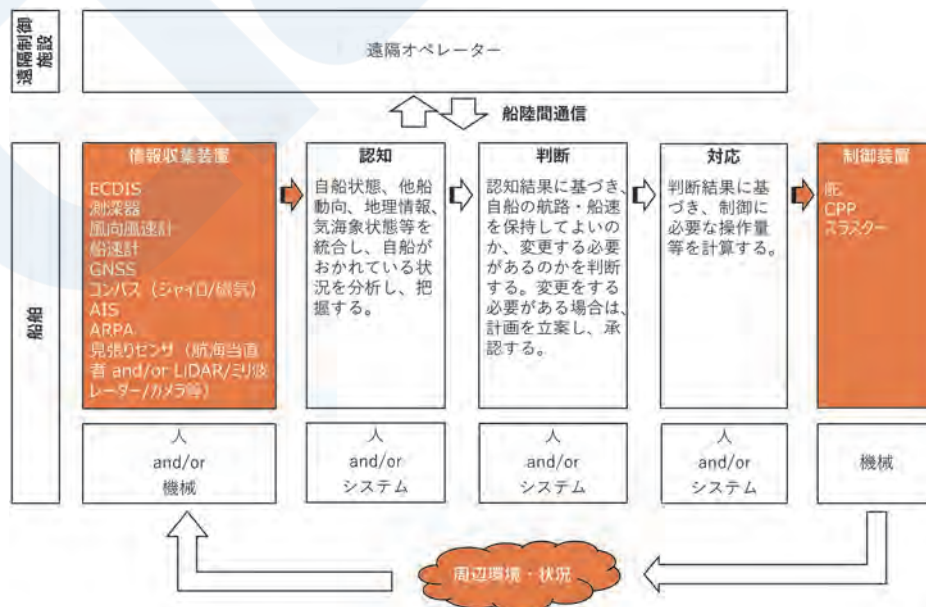 遠隔制御
施設
遠隔オペレーター
船陸間通信
船舶
情報収集装置
ECDIS
測深器
風向風速計
船速計
GNSS
コンパス（ジャイロ/磁気）
AIS
ARPA
見張りセンサ（航海当直
者 and/or LiDAR/ミリ波
レーダー/カメラ等）
認知
自船状態、他船
動向、地理情報、
気海象状態等を
統合し、自船が
おかれている状
況を分析し、把
握する。
判断
認知結果に基づき、
自船の航路・船速
を保持してよいの
か、変更する必要
があるのかを判断
する。変更をする
必要がある場合は、
計画を立案し、承
認する。
対応
判断結果に基
づき、制御に
必要な操作量
等を計算する。
制御装置
舵
CPP
スラスター
人
and/or
機械
人
and/or
システム
人
and/or
システム
人
and/or
システム
機械
周辺環境・状況